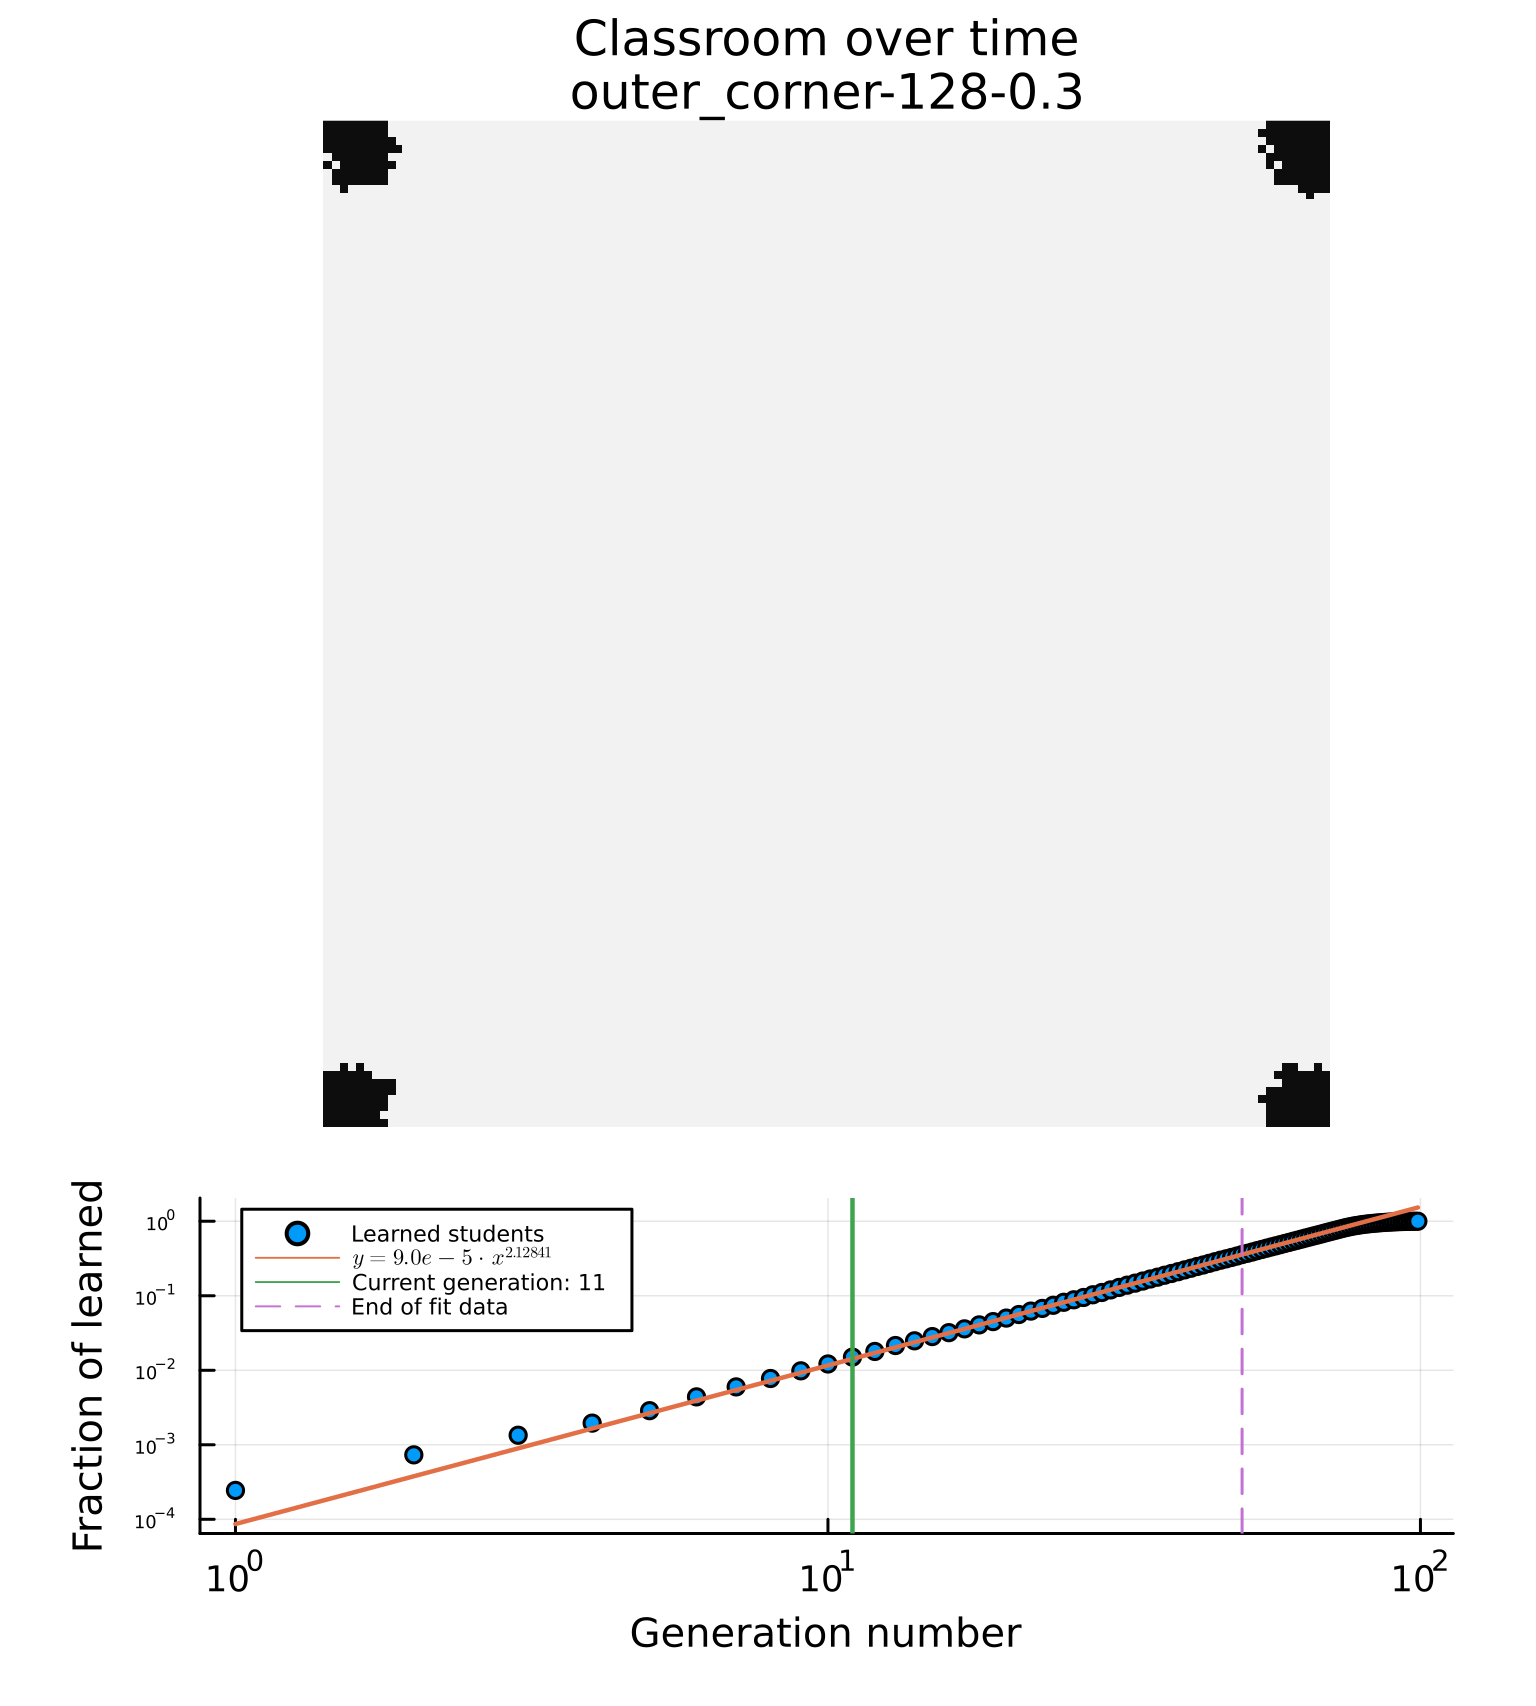 Classroom over time
outer_corner-128-0.3
Fraction of learned
10^0
10^-1
10^-2
10^-3
10^-4
Learned students
y = 9.0e − 5 · x^2.12841
Current generation: 11
End of fit data
10^0 10^1 10^2
Generation number